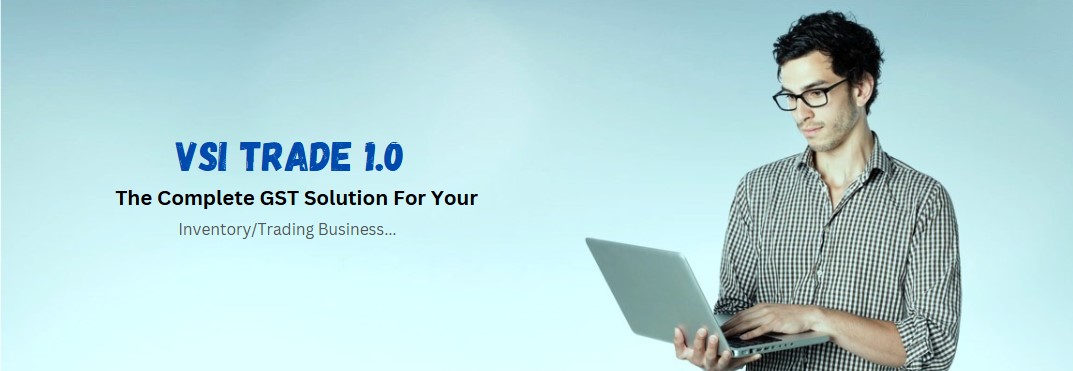 VSI TRADE 1.0
The Complete GST Solution For Your
Inventory/Trading Business...